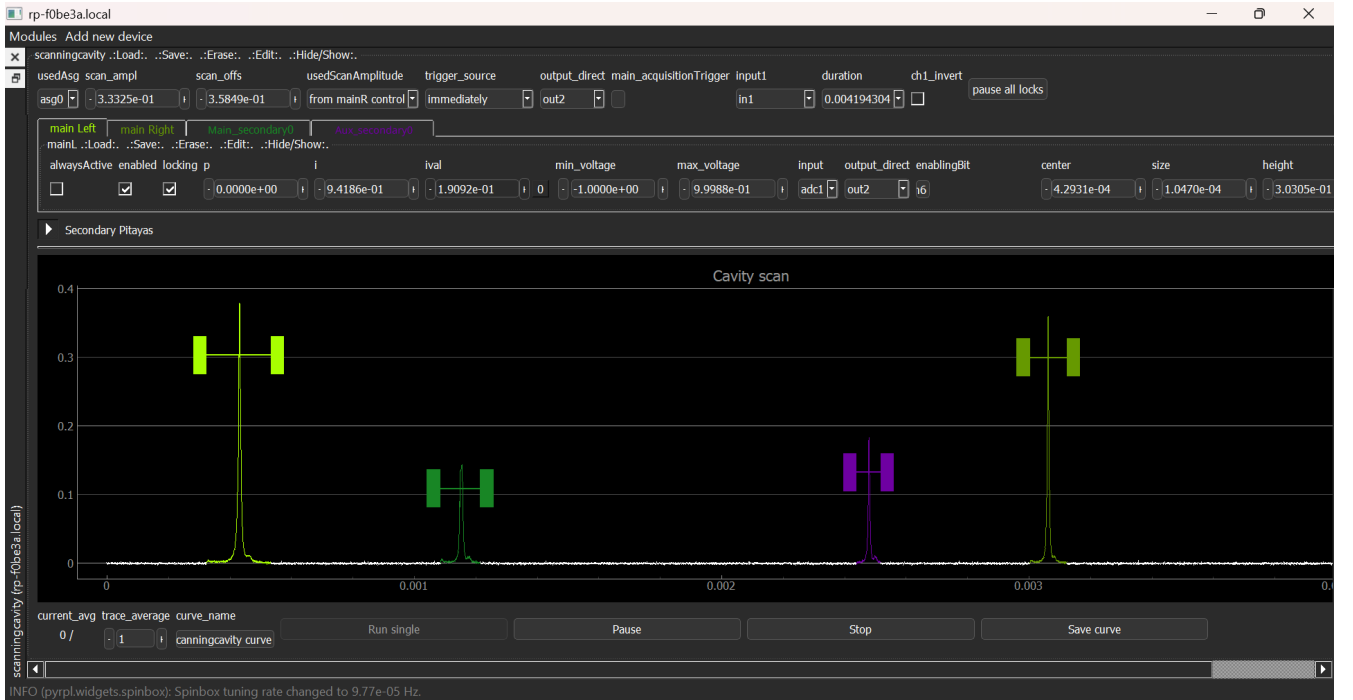 rp-f0be3a.local
Modules Add new device
scanningcavity .:Load:. .:Save:. .:Erase:. .:Edit:. .:Hide/Show:.
usedAsg scan_ampl scan_offs usedScanAmplitude trigger_source output_direct main_acquisitionTrigger input1 duration ch1_invert
asg0 - 3.3325e-01 + - 3.5849e-01 + from mainR control immediately out2 in1 0.004194304 pause all locks
main Left main Right Main_secondary0
mainL .:Load:. .:Save:. .:Erase:. .:Edit:. .:Hide/Show:.
alwaysActive enabled locking p i ival min_voltage max_voltage input output_direct enablingBit center size height
- 0.0000e+00 + - 9.4186e-01 + - 1.9092e-01 + 0 - -1.0000e+00 + - 9.9988e-01 + adc1 out2 - 4.2931e-04 + - 1.0470e-04 + - 3.0305e-01
Secondary Pitayas
Cavity scan
0.4
0.3
0.2
0.1
0
0 0.001 0.002 0.003 0.
scanningcavity (rp-f0be3a.local)
current_avg trace_average curve_name
0 / - 1 + canningcavity curve Run single Pause Stop Save curve
INFO (pyrpl.widgets.spinbox): Spinbox tuning rate changed to 9.77e-05 Hz.